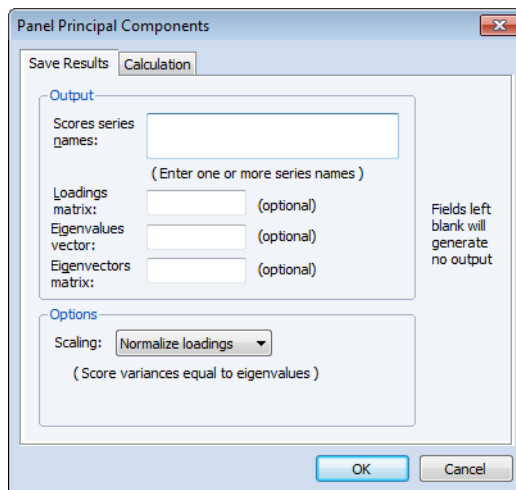 Panel Principal Components
Save Results
Calculation
Output
Scores series
names:
( Enter one or more series names )
Loadings
matrix:
(optional)
Eigenvalues
vector:
(optional)
Eigenvectors
matrix:
(optional)
Fields left
blank will
generate
no output
Options
Scaling:
Normalize loadings
( Score variances equal to eigenvalues )
OK
Cancel